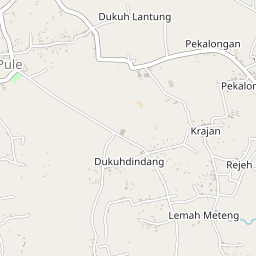 Dukuh Lantung
Pekalongan
Pule
Pekalon
Krajan
Dukuhdindang
Rejeh
Lemah Meteng